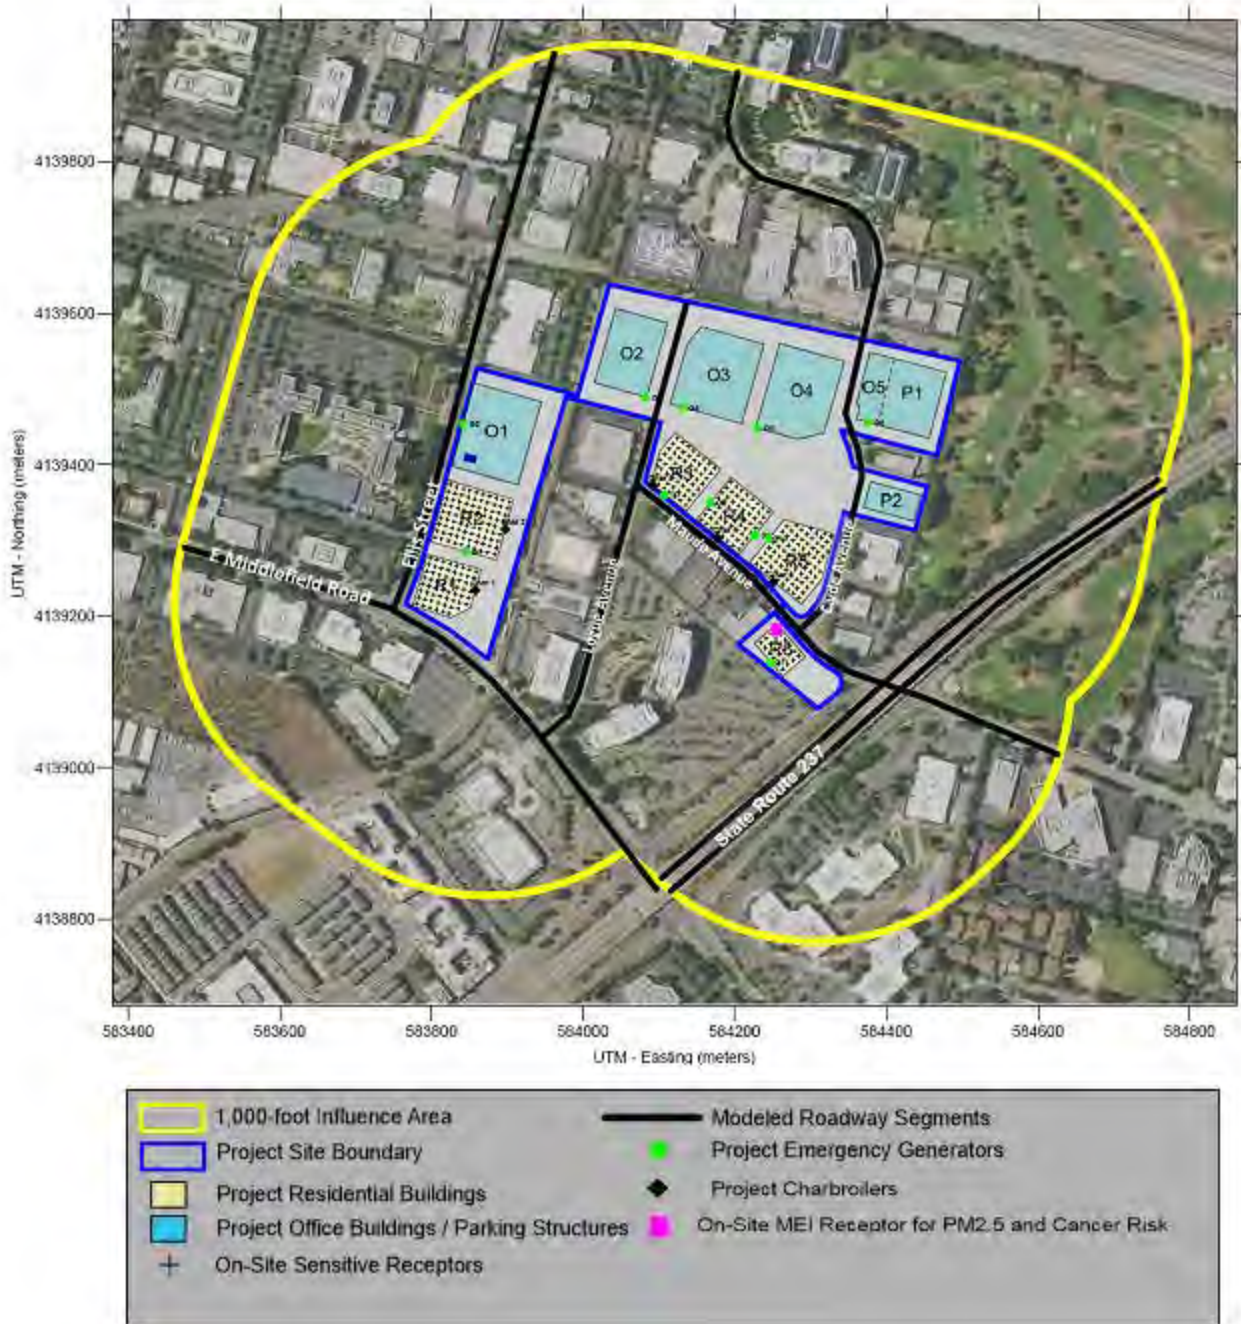 4139800
4139600
4139400
4139200
4139000
4138800
UTM - Northing (meters)
O2
O3
O4
O5
P1
O1
P2
R1
Ellis Street
E Middlefield Road
Maude Avenue
Clyde Avenue
State Route 237
583400
583600
583800
584000
584200
584400
584600
584800
UTM - Easting (meters)
1,000-foot Influence Area
Modeled Roadway Segments
Project Site Boundary
Project Emergency Generators
Project Residential Buildings
Project Charbroilers
Project Office Buildings / Parking Structures
On-Site MEI Receptor for PM2.5 and Cancer Risk
On-Site Sensitive Receptors